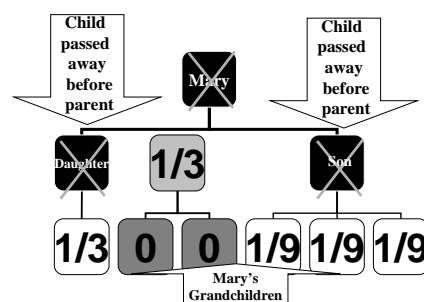 Child
passed
away
before
parent
Mary
Child
passed
away
before
parent
Daughter
1/3
Son
1/3
0
0
1/9
1/9
1/9
Mary's
Grandchildren